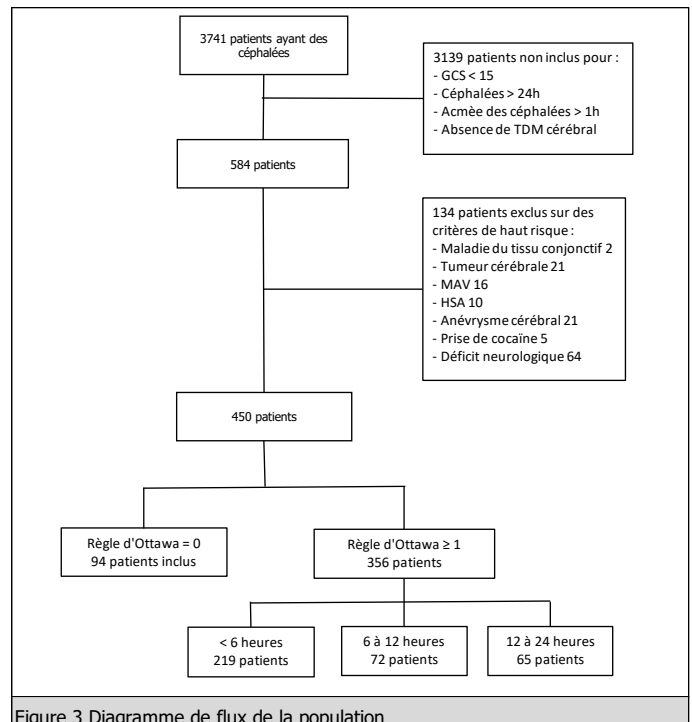 3741 patients ayant des
céphalées
3139 patients non inclus pour :
- GCS < 15
- Céphalées > 24h
- Acmèe des céphalées > 1h
- Absence de TDM cérébral
584 patients
134 patients exclus sur des
critères de haut risque :
- Maladie du tissu conjonctif 2
- Tumeur cérébrale 21
- MAV 16
- HSA 10
- Anévrysme cérébral 21
- Prise de cocaïne 5
- Déficit neurologique 64
450 patients
Règle d'Ottawa = 0
94 patients inclus
Règle d'Ottawa ≥ 1
356 patients
< 6 heures
219 patients
6 à 12 heures
72 patients
12 à 24 heures
65 patients
Figure 3 Diagramme de flux de la population